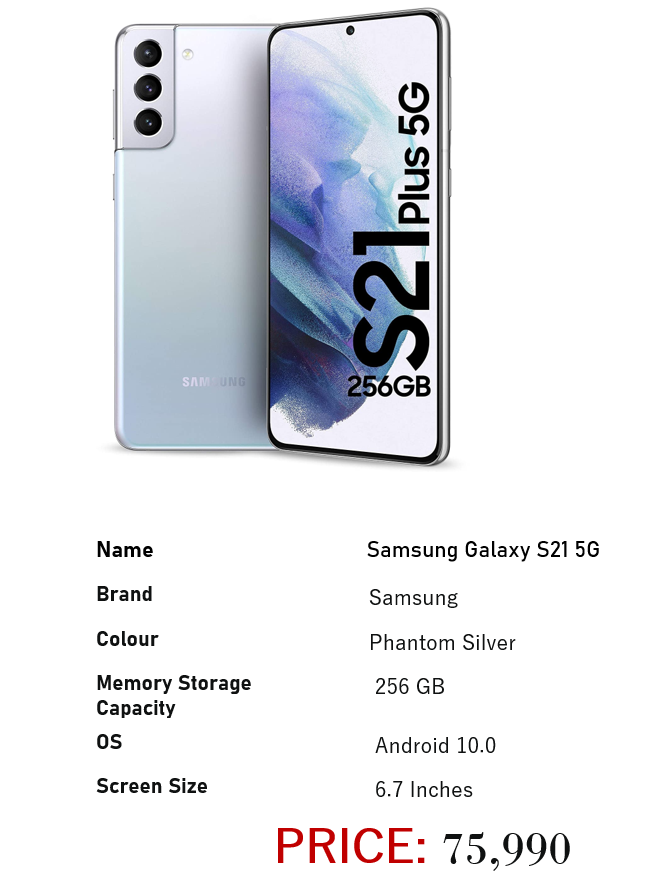 S21 Plus 5G
256GB
SAMSUNG
Name Samsung Galaxy S21 5G
Brand Samsung
Colour Phantom Silver
Memory Storage
Capacity 256 GB
OS Android 10.0
Screen Size 6.7 Inches
PRICE: 75,990